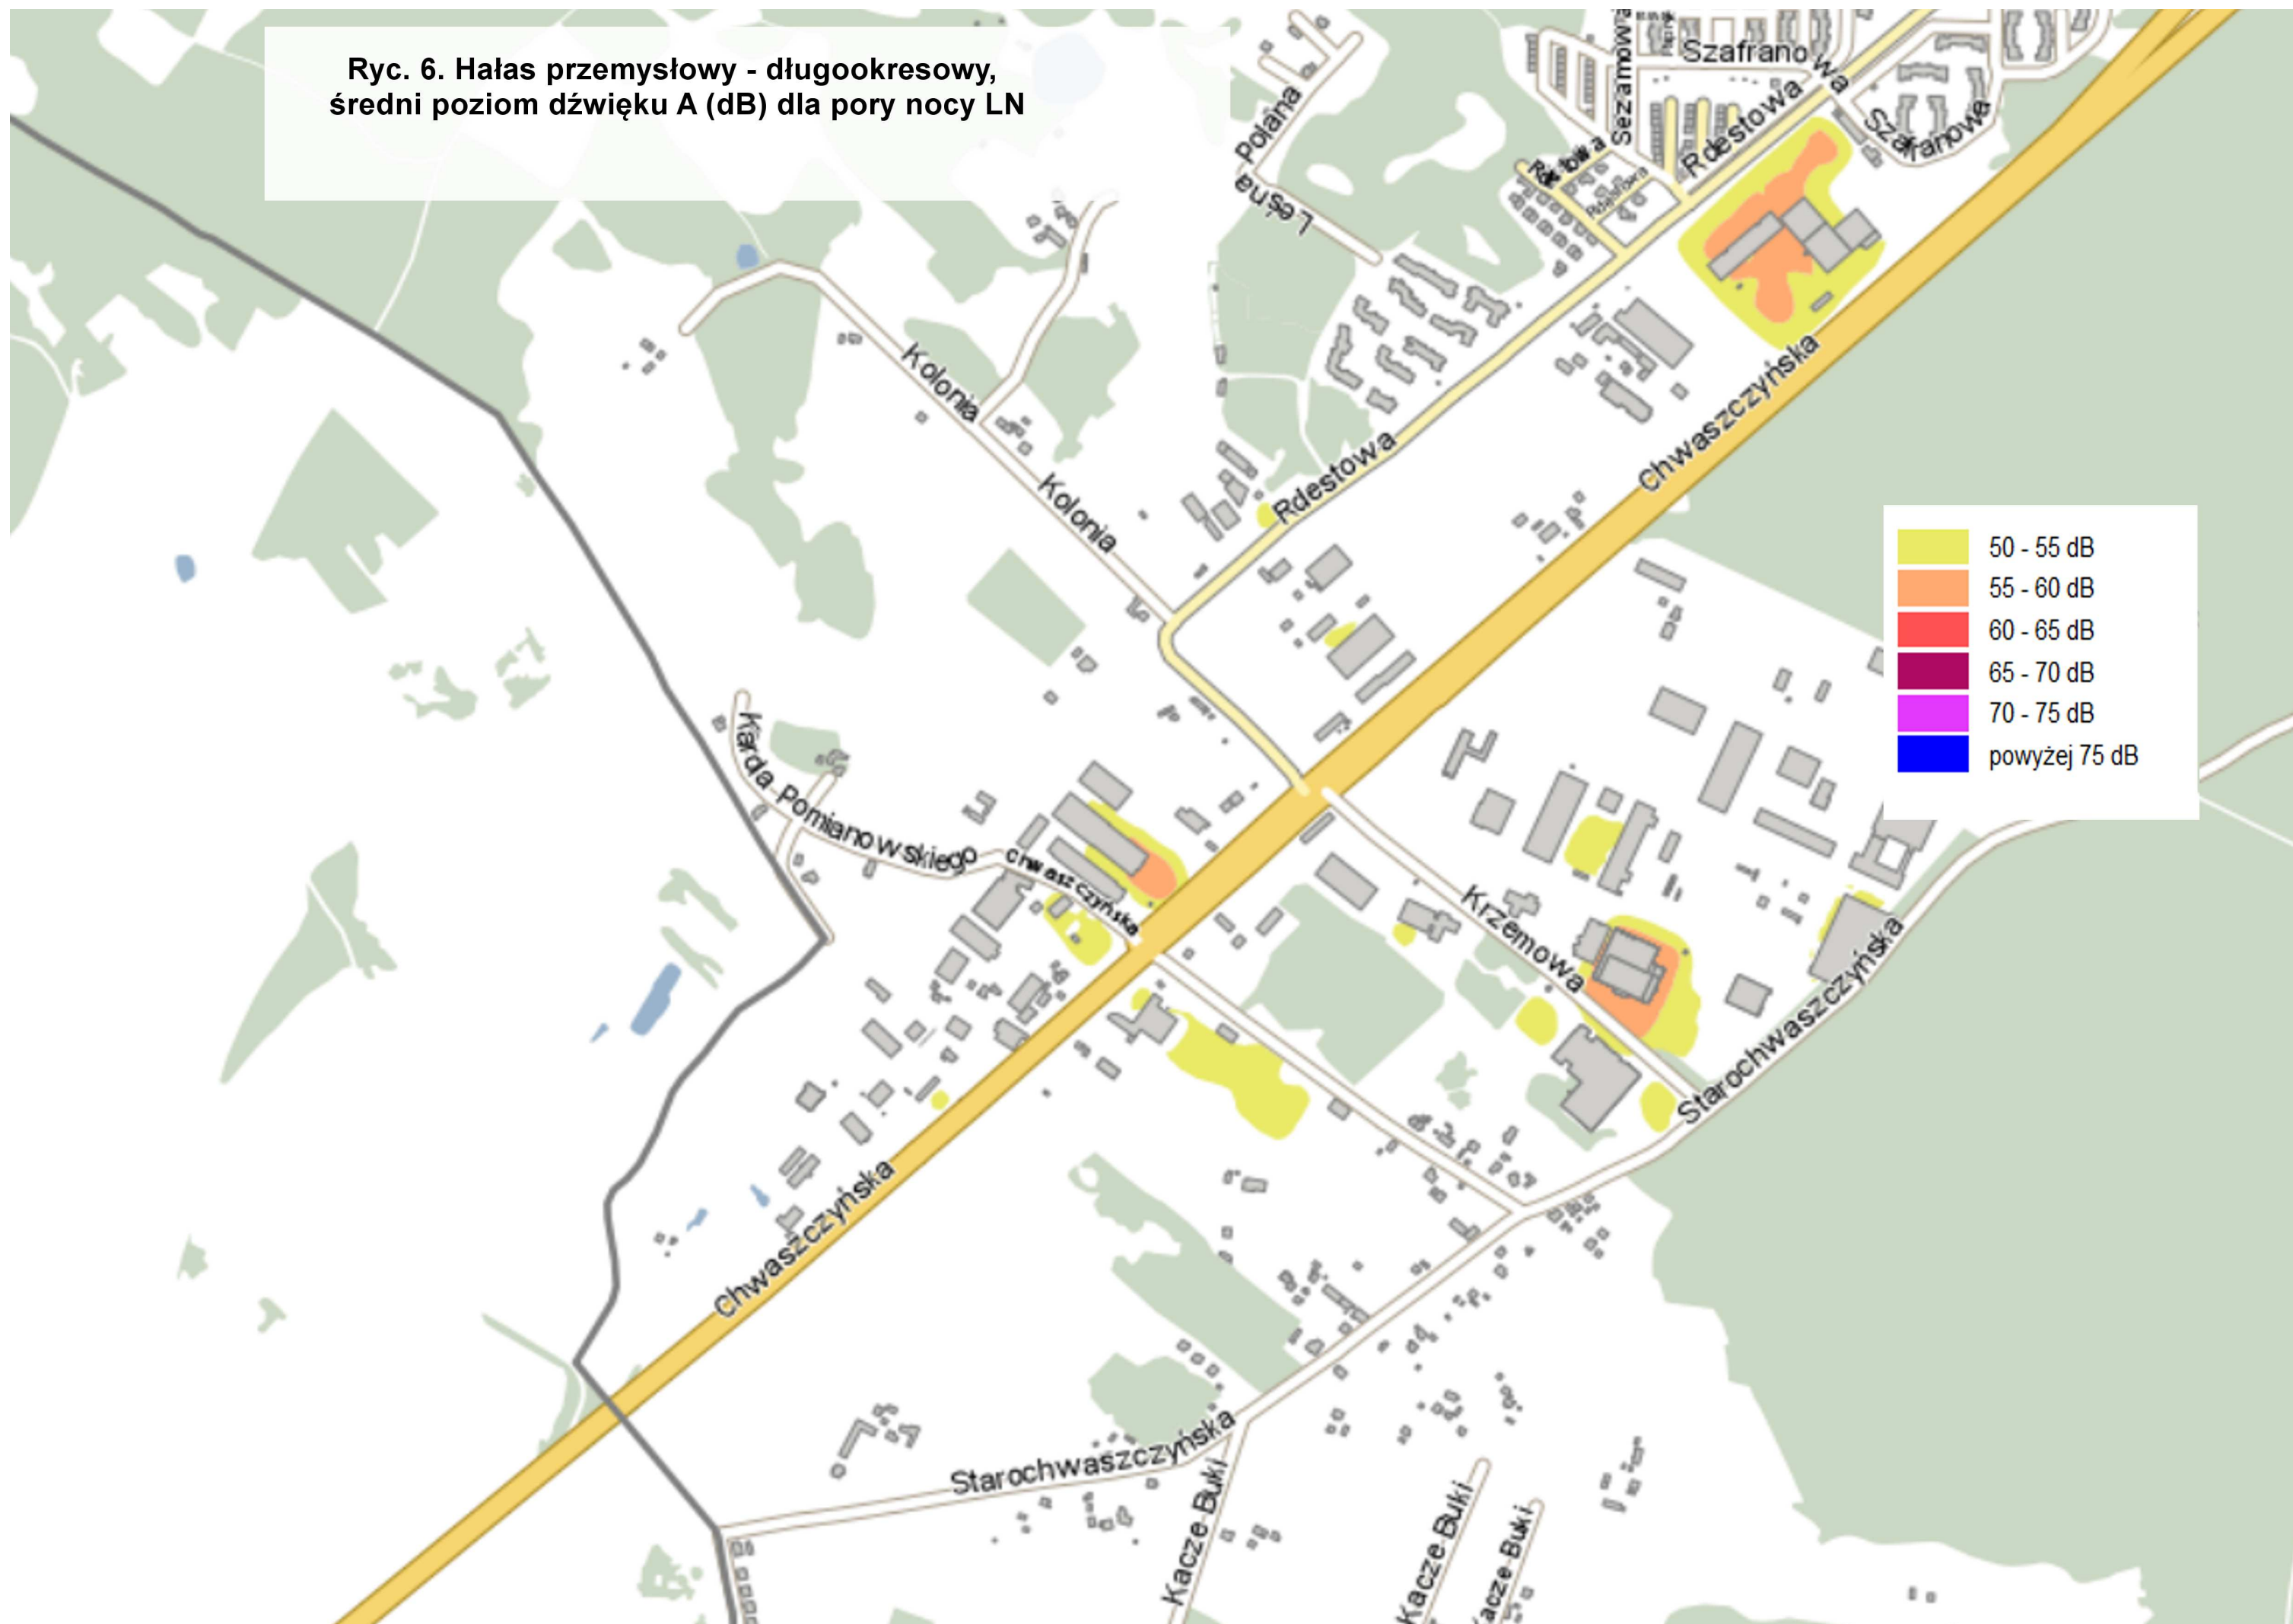 Ryc. 6. Hałas przemysłowy - długookresowy,
średni poziom dźwięku A (dB) dla pory nocy LN
Szafranowa
Sezamowa
Rdestowa
Szafranowa
Polana
Leśna
Rdestowa
Kolonia
Kolonia
Rdestowa
Chwaszczyńska
50 - 55 dB
55 - 60 dB
60 - 65 dB
65 - 70 dB
70 - 75 dB
powyżej 75 dB
Karola Pomianowskiego
Chwaszczyńska
Krzemowa
Starochwaszczyńska
Chwaszczyńska
Starochwaszczyńska
Kacze Buki
Kacze Buki
Kacze Buki